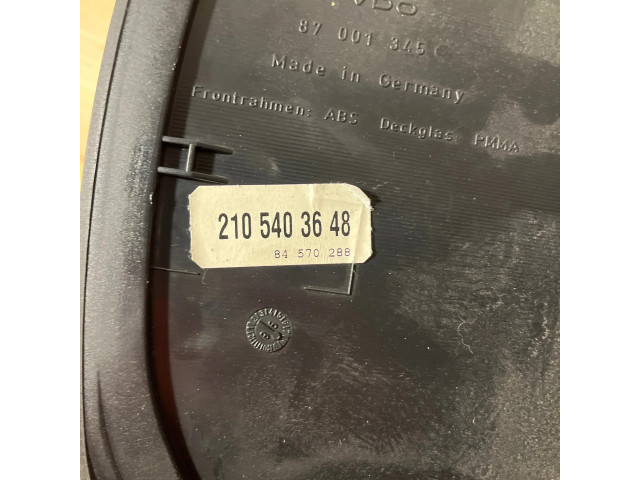 VDO
87 001 345
Made in Germany
Frontrahmen: ABS Deckglas: PMMA
210 540 36 48
84 570 288